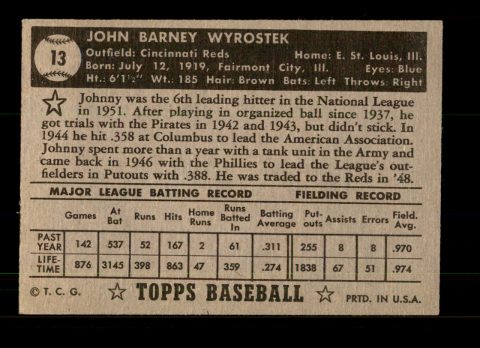 13
JOHN BARNEY WYROSTEK
Outfield: Cincinnati Reds Home: E. St. Louis, Ill.
Born: July 12, 1919, Fairmont City, Ill. Eyes: Blue
Ht.: 6'1½" Wt.: 185 Hair: Brown Bats: Left Throws: Right
Johnny was the 6th leading hitter in the National League
in 1951. After playing in organized ball since 1937, he
got trials with the Pirates in 1942 and 1943, but didn't stick. In
1944 he hit .358 at Columbus to lead the American Association.
Johnny spent more than a year with a tank unit in the Army and
came back in 1946 with the Phillies to lead the League's out-
fielders in Putouts with .388. He was traded to the Reds in '48.
MAJOR LEAGUE BATTING RECORD FIELDING RECORD
Games At Bat Runs Hits Home Runs Runs Batted In Batting Average Put-outs Assists Errors Field. Avg.
PAST YEAR 142 537 52 167 2 61 .311 255 8 8 .970
LIFE-TIME 876 3145 398 863 47 359 .274 1838 67 51 .974
© T. C. G. ☆ TOPPS BASEBALL ☆ PRTD. IN U.S.A.